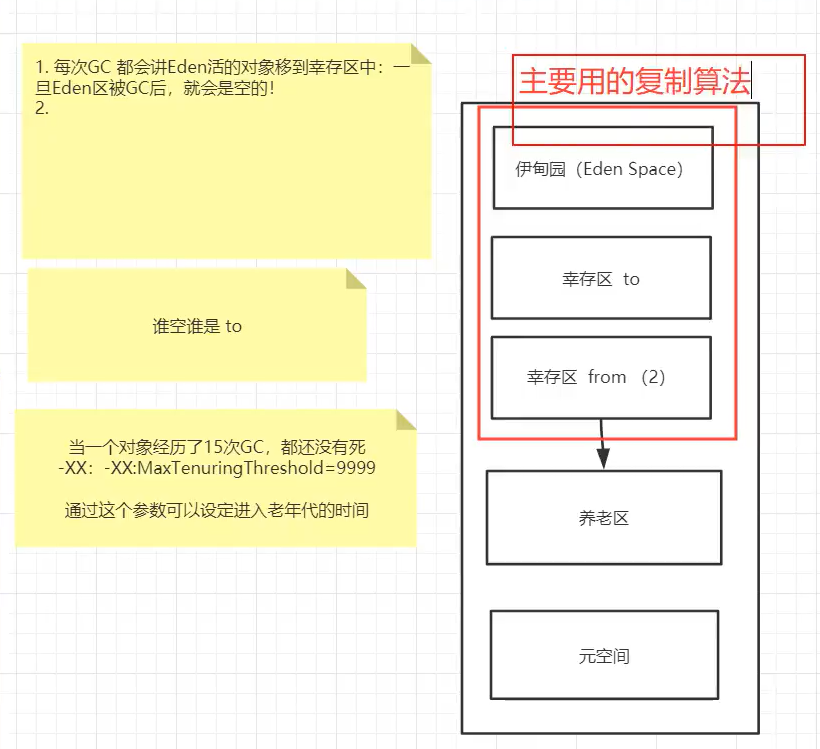 1. 每次GC 都会讲Eden活的对象移到幸存区中：一
旦Eden区被GC后，就会是空的！
2.
谁空谁是 to
当一个对象经历了15次GC，都还没有死
-XX：-XX:MaxTenuringThreshold=9999
通过这个参数可以设定进入老年代的时间
主要用的复制算法
伊甸园（Eden Space）
幸存区 to
幸存区 from （2）
养老区
元空间